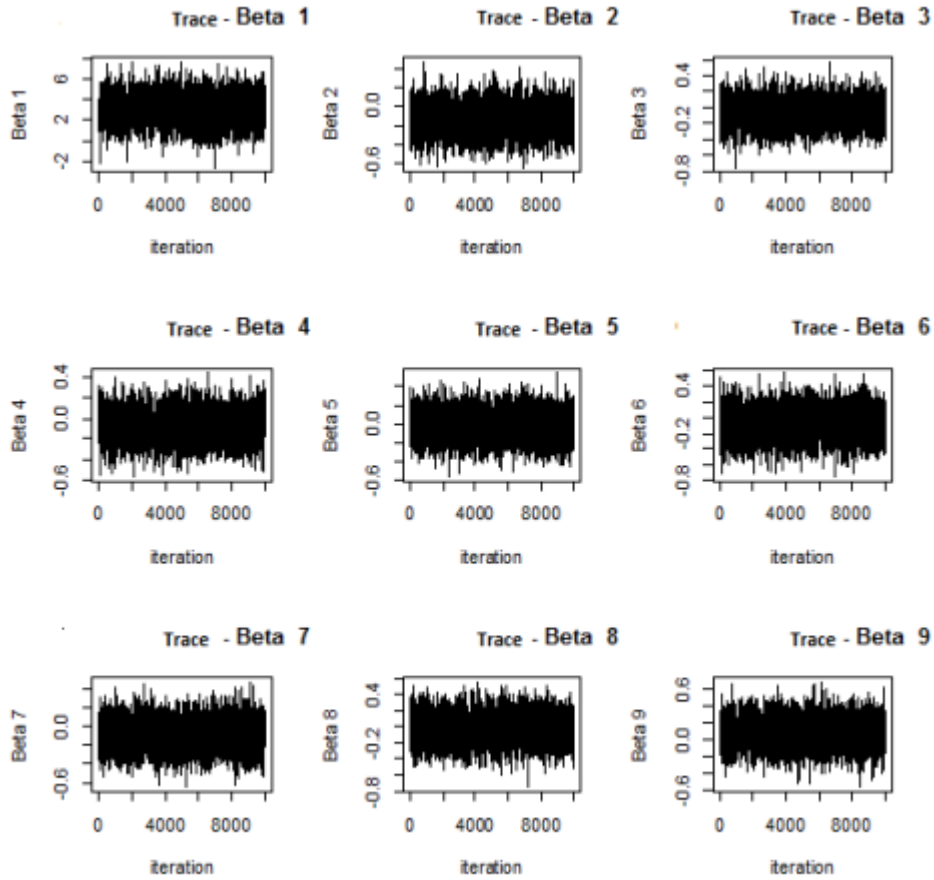 Trace - Beta 1
Trace - Beta 2
Trace - Beta 3
Beta 1
6
2
-2
0 4000 8000
iteration
Beta 2
0.0
-0.6
0 4000 8000
iteration
Beta 3
0.4
-0.2
-0.8
0 4000 8000
iteration
Trace - Beta 4
Trace - Beta 5
Trace - Beta 6
Beta 4
0.4
0.0
-0.6
0 4000 8000
iteration
Beta 5
0.0
-0.6
0 4000 8000
iteration
Beta 6
0.4
-0.2
-0.8
0 4000 8000
iteration
Trace - Beta 7
Trace - Beta 8
Trace - Beta 9
Beta 7
0.0
-0.6
0 4000 8000
iteration
Beta 8
0.4
-0.2
-0.8
0 4000 8000
iteration
Beta 9
0.6
0.0
-0.6
0 4000 8000
iteration